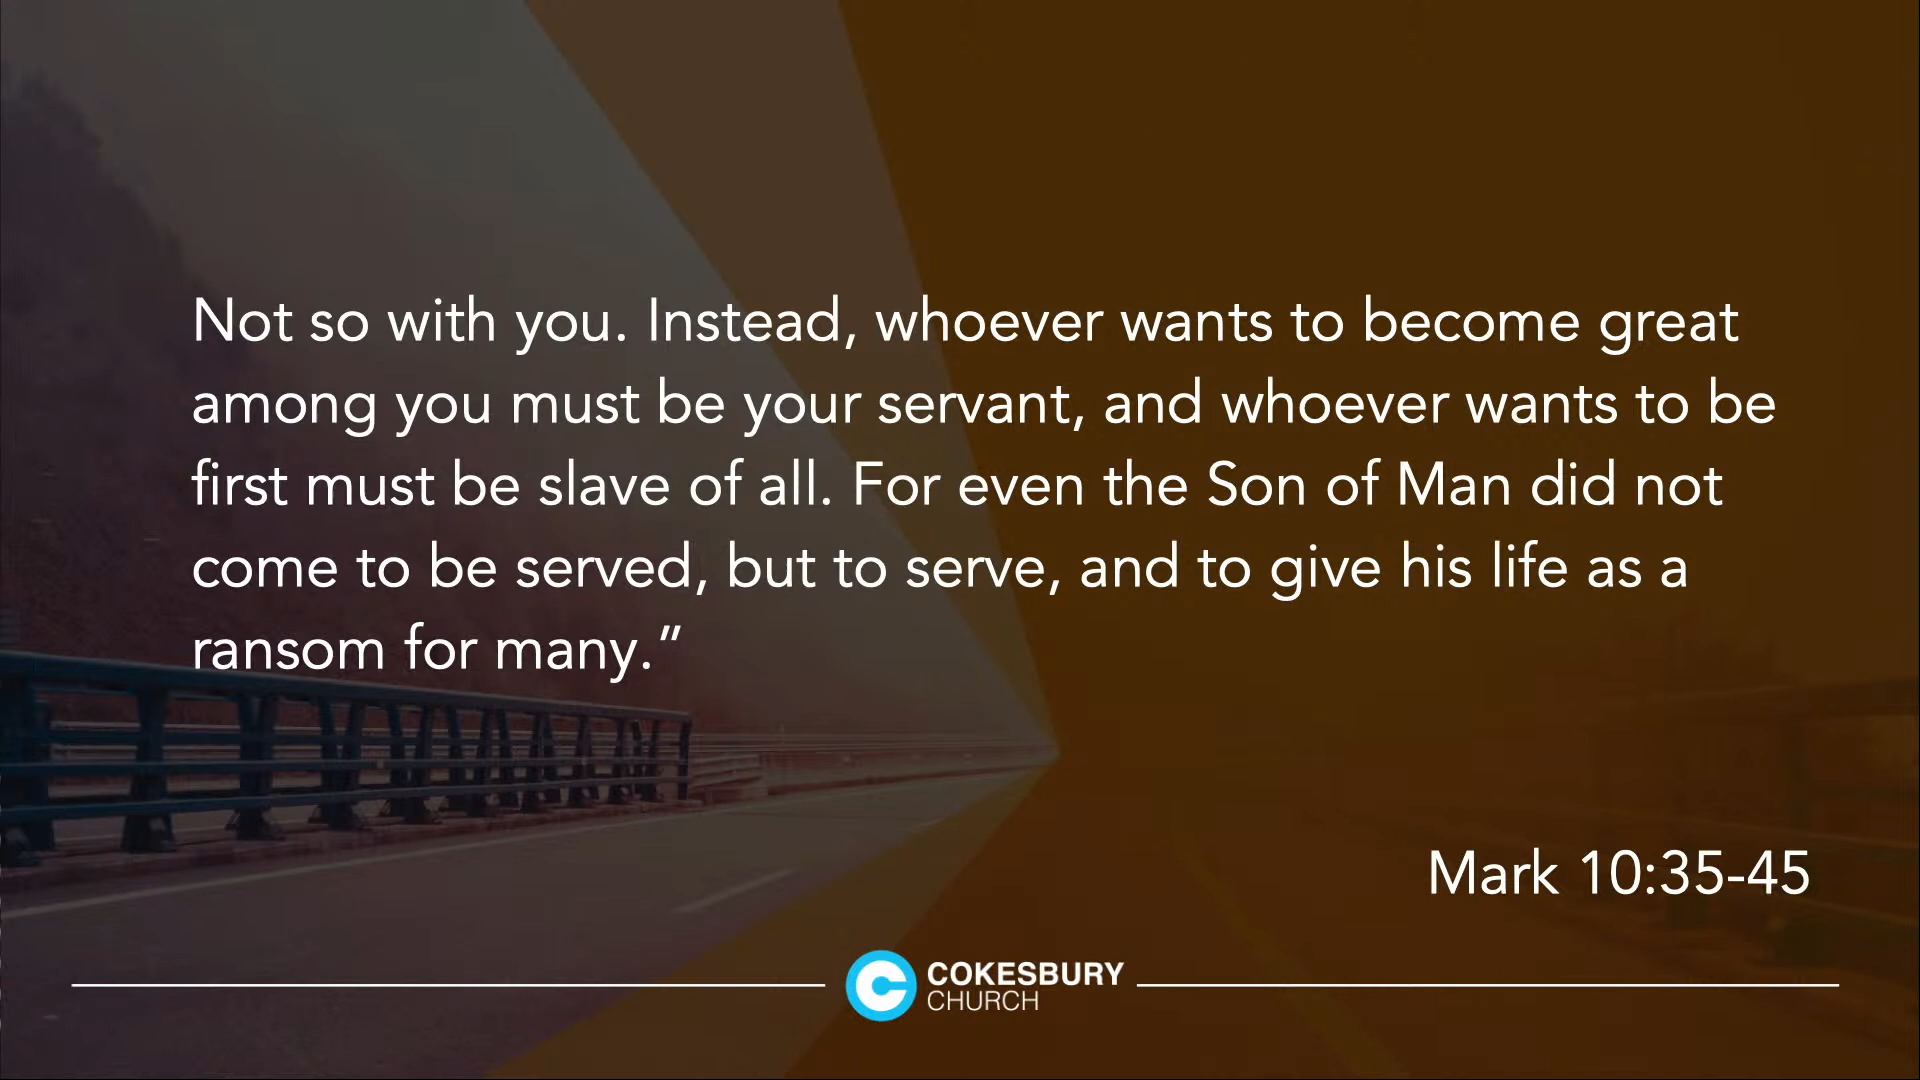 Not so with you. Instead, whoever wants to become great
among you must be your servant, and whoever wants to be
first must be slave of all. For even the Son of Man did not
come to be served, but to serve, and to give his life as a
ransom for many.”
Mark 10:35-45
COKESBURY
CHURCH